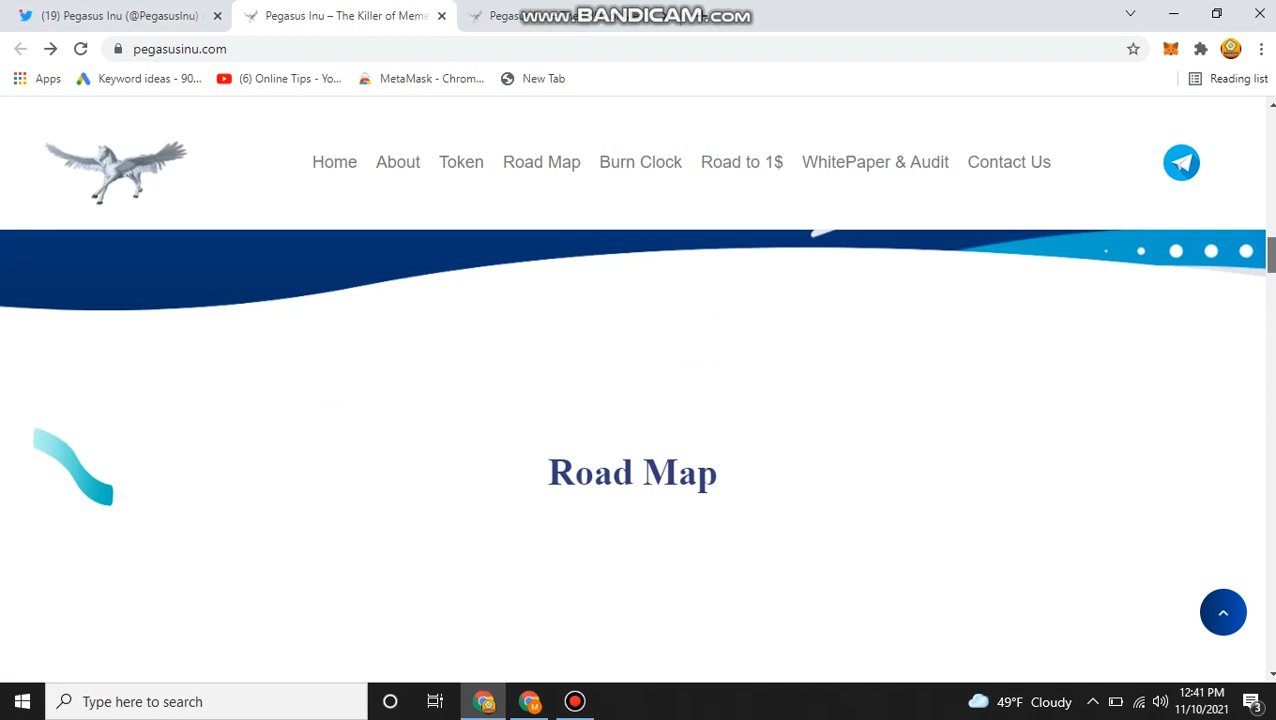 (19) Pegasus Inu (@PegasusInu)
Pegasus Inu – The Killer of Meme
Pegas
www.BANDICAM.com
pegasusinu.com
Apps
Keyword ideas - 90...
(6) Online Tips - Yo...
MetaMask - Chrom...
New Tab
Reading list
Home
About
Token
Road Map
Burn Clock
Road to 1$
WhitePaper & Audit
Contact Us
Road Map
Type here to search
49°F Cloudy
12:41 PM
11/10/2021
3